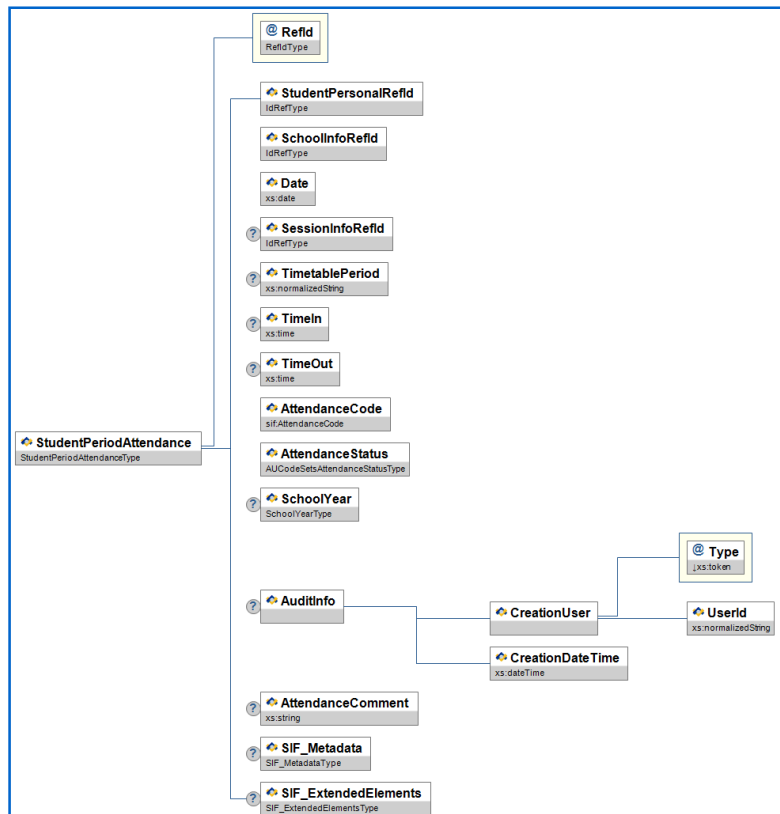 @ RefId
RefIdType
StudentPersonalRefId
IdRefType
SchoolInfoRefId
IdRefType
Date
xs:date
? SessionInfoRefId
IdRefType
? TimetablePeriod
xs:normalizedString
? TimeIn
xs:time
? TimeOut
xs:time
AttendanceCode
sif:AttendanceCode
StudentPeriodAttendance
StudentPeriodAttendanceType
AttendanceStatus
AUCodeSetsAttendanceStatusType
? SchoolYear
SchoolYearType
@ Type
↓xs:token
? AuditInfo
CreationUser
UserId
xs:normalizedString
CreationDateTime
xs:dateTime
? AttendanceComment
xs:string
? SIF_Metadata
SIF_MetadataType
? SIF_ExtendedElements
SIF_ExtendedElementsType